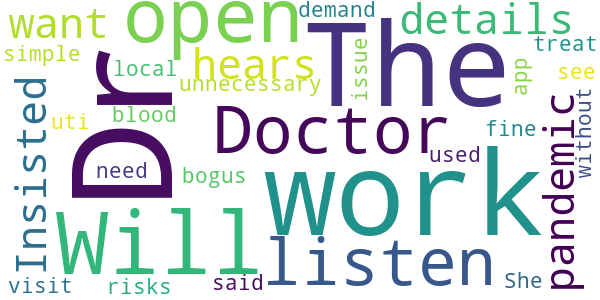 want
open
demand
details
simple
local
hears
The
treat
unnecessary
issue
app
see
Insisted
Dr
blood
Doctor
uti
fine
without
need
bogus
used
pandemic
work
Will
listen
visit
risks
said
She